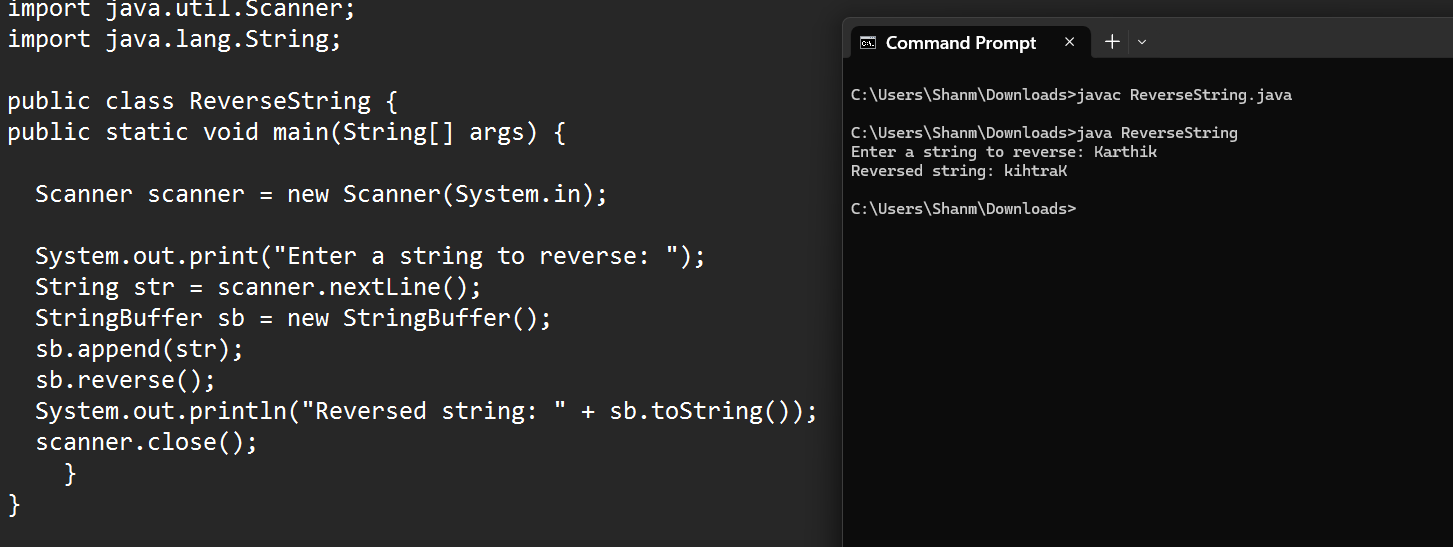 import java.util.Scanner;
import java.lang.String;
public class ReverseString {
public static void main(String[] args) {
Scanner scanner = new Scanner(System.in);
System.out.print("Enter a string to reverse: ");
String str = scanner.nextLine();
StringBuffer sb = new StringBuffer();
sb.append(str);
sb.reverse();
System.out.println("Reversed string: " + sb.toString());
scanner.close();
}
}
Command Prompt
C:\Users\Shanm\Downloads>javac ReverseString.java
C:\Users\Shanm\Downloads>java ReverseString
Enter a string to reverse: Karthik
Reversed string: kihtraK
C:\Users\Shanm\Downloads>